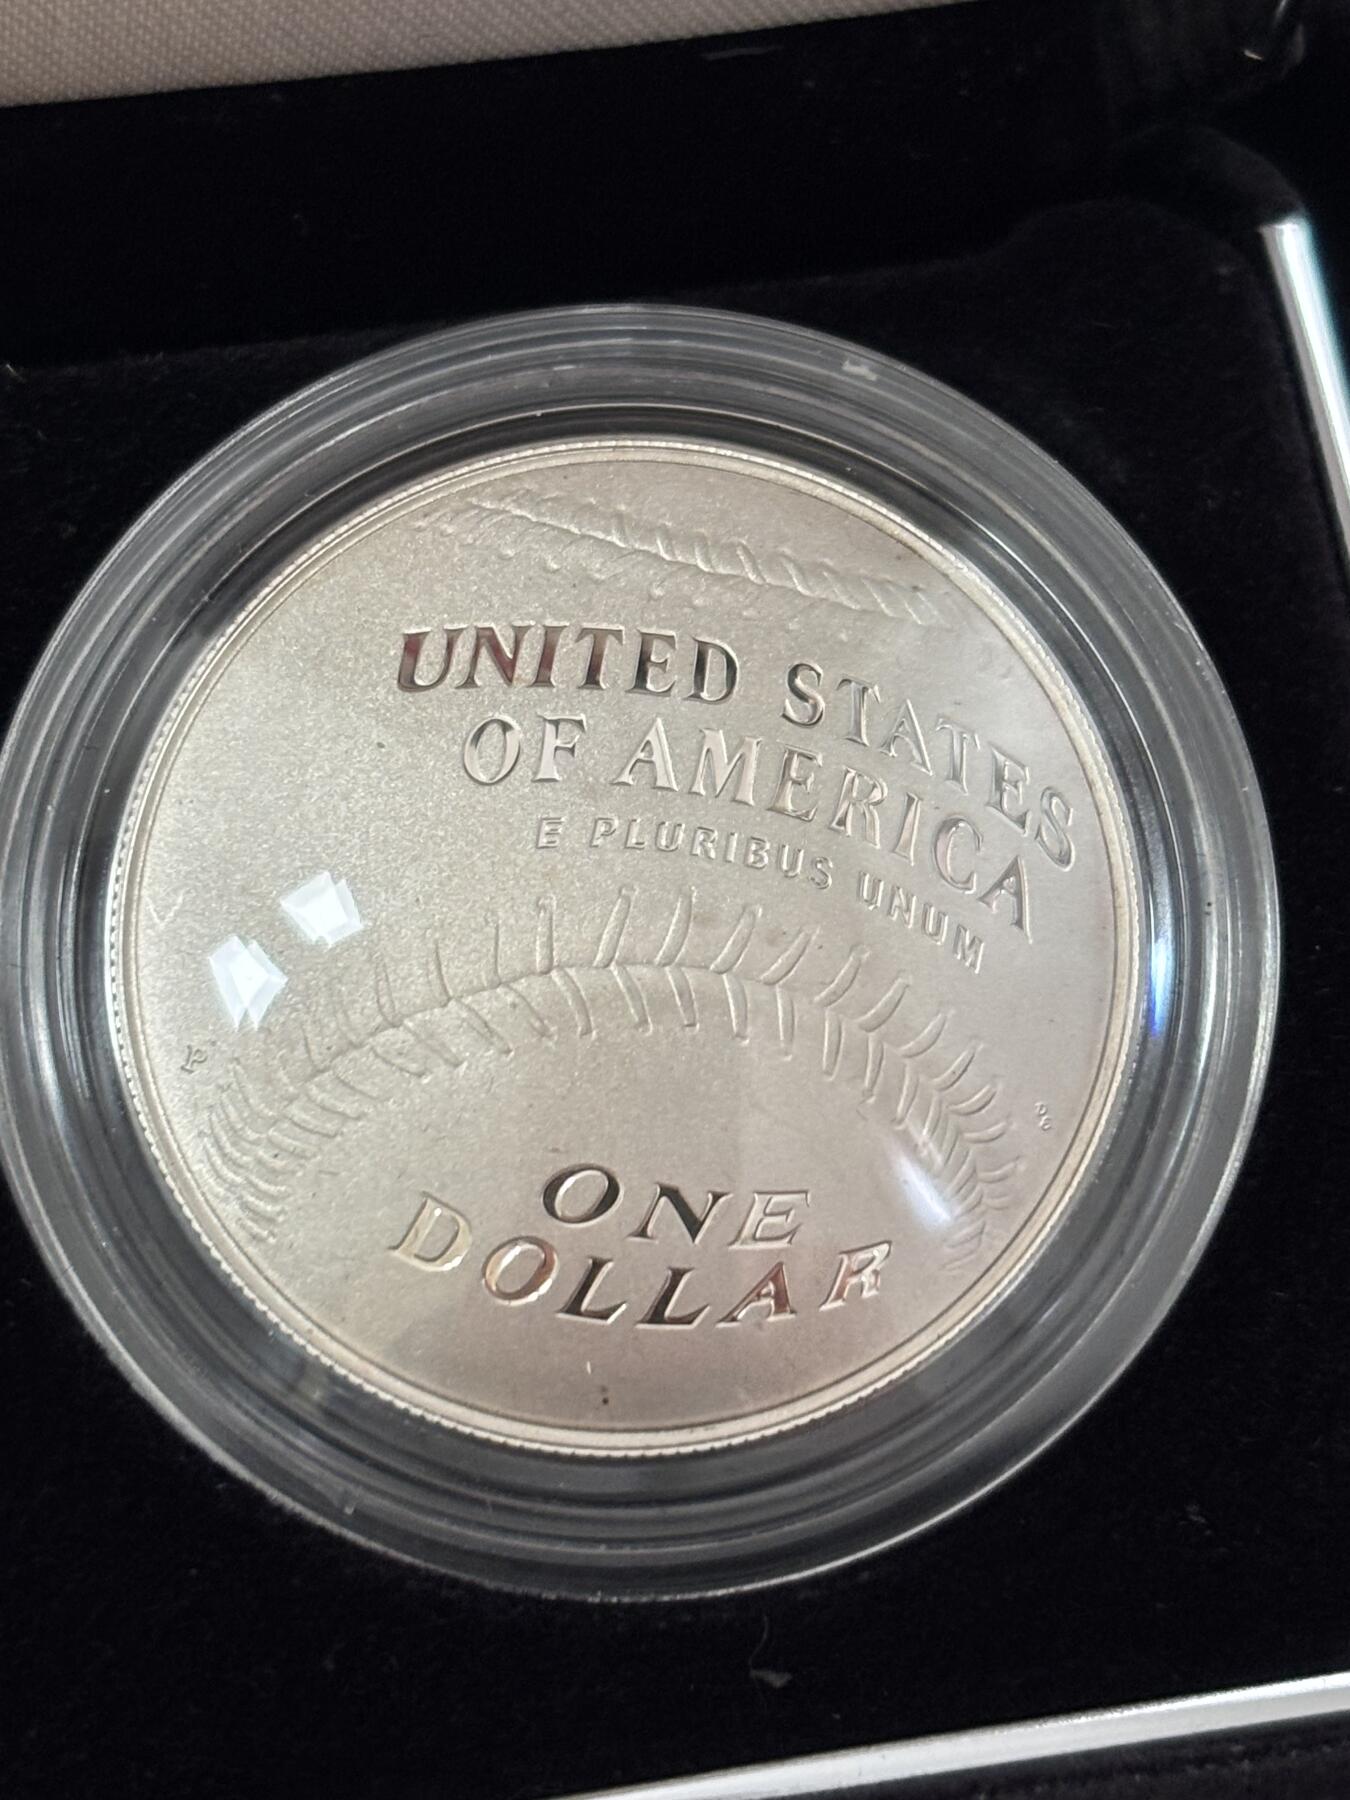 UNITED STATES
OF AMERICA
E PLURIBUS UNUM
P
ONE
DOLLAR